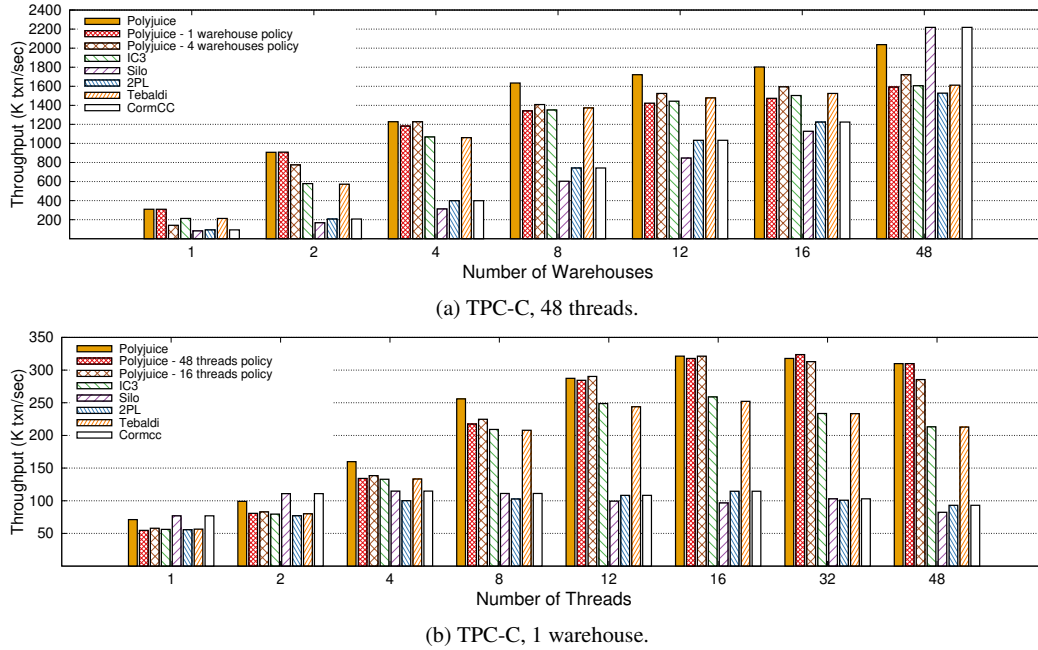 2400
2200
2000
1800
1600
1400
1200
1000
800
600
400
200
Throughput (K txn/sec)
Polyjuice
Polyjuice - 1 warehouse policy
Polyjuice - 4 warehouses policy
IC3
Silo
2PL
Tebaldi
CormCC
1 2 4 8 12 16 48
Number of Warehouses
(a) TPC-C, 48 threads.
350
300
250
200
150
100
50
Throughput (K txn/sec)
Polyjuice
Polyjuice - 48 threads policy
Polyjuice - 16 threads policy
IC3
Silo
2PL
Tebaldi
Cormcc
1 2 4 8 12 16 32 48
Number of Threads
(b) TPC-C, 1 warehouse.